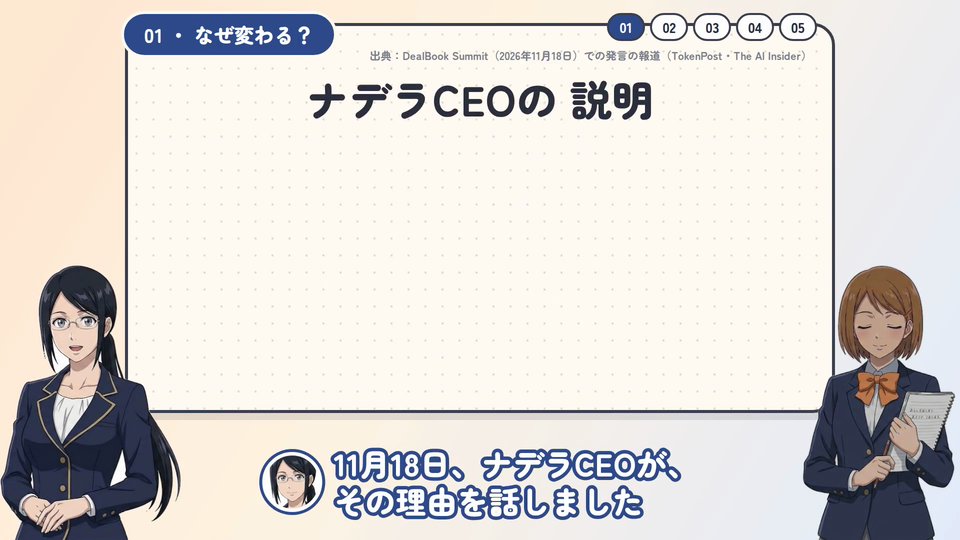 01 ・ なぜ変わる？
01 02 03 04 05
出典：DealBook Summit（2026年11月18日）での発言の報道（TokenPost・The AI Insider）
ナデラCEOの 説明
11月18日、ナデラCEOが、
その理由を話しました